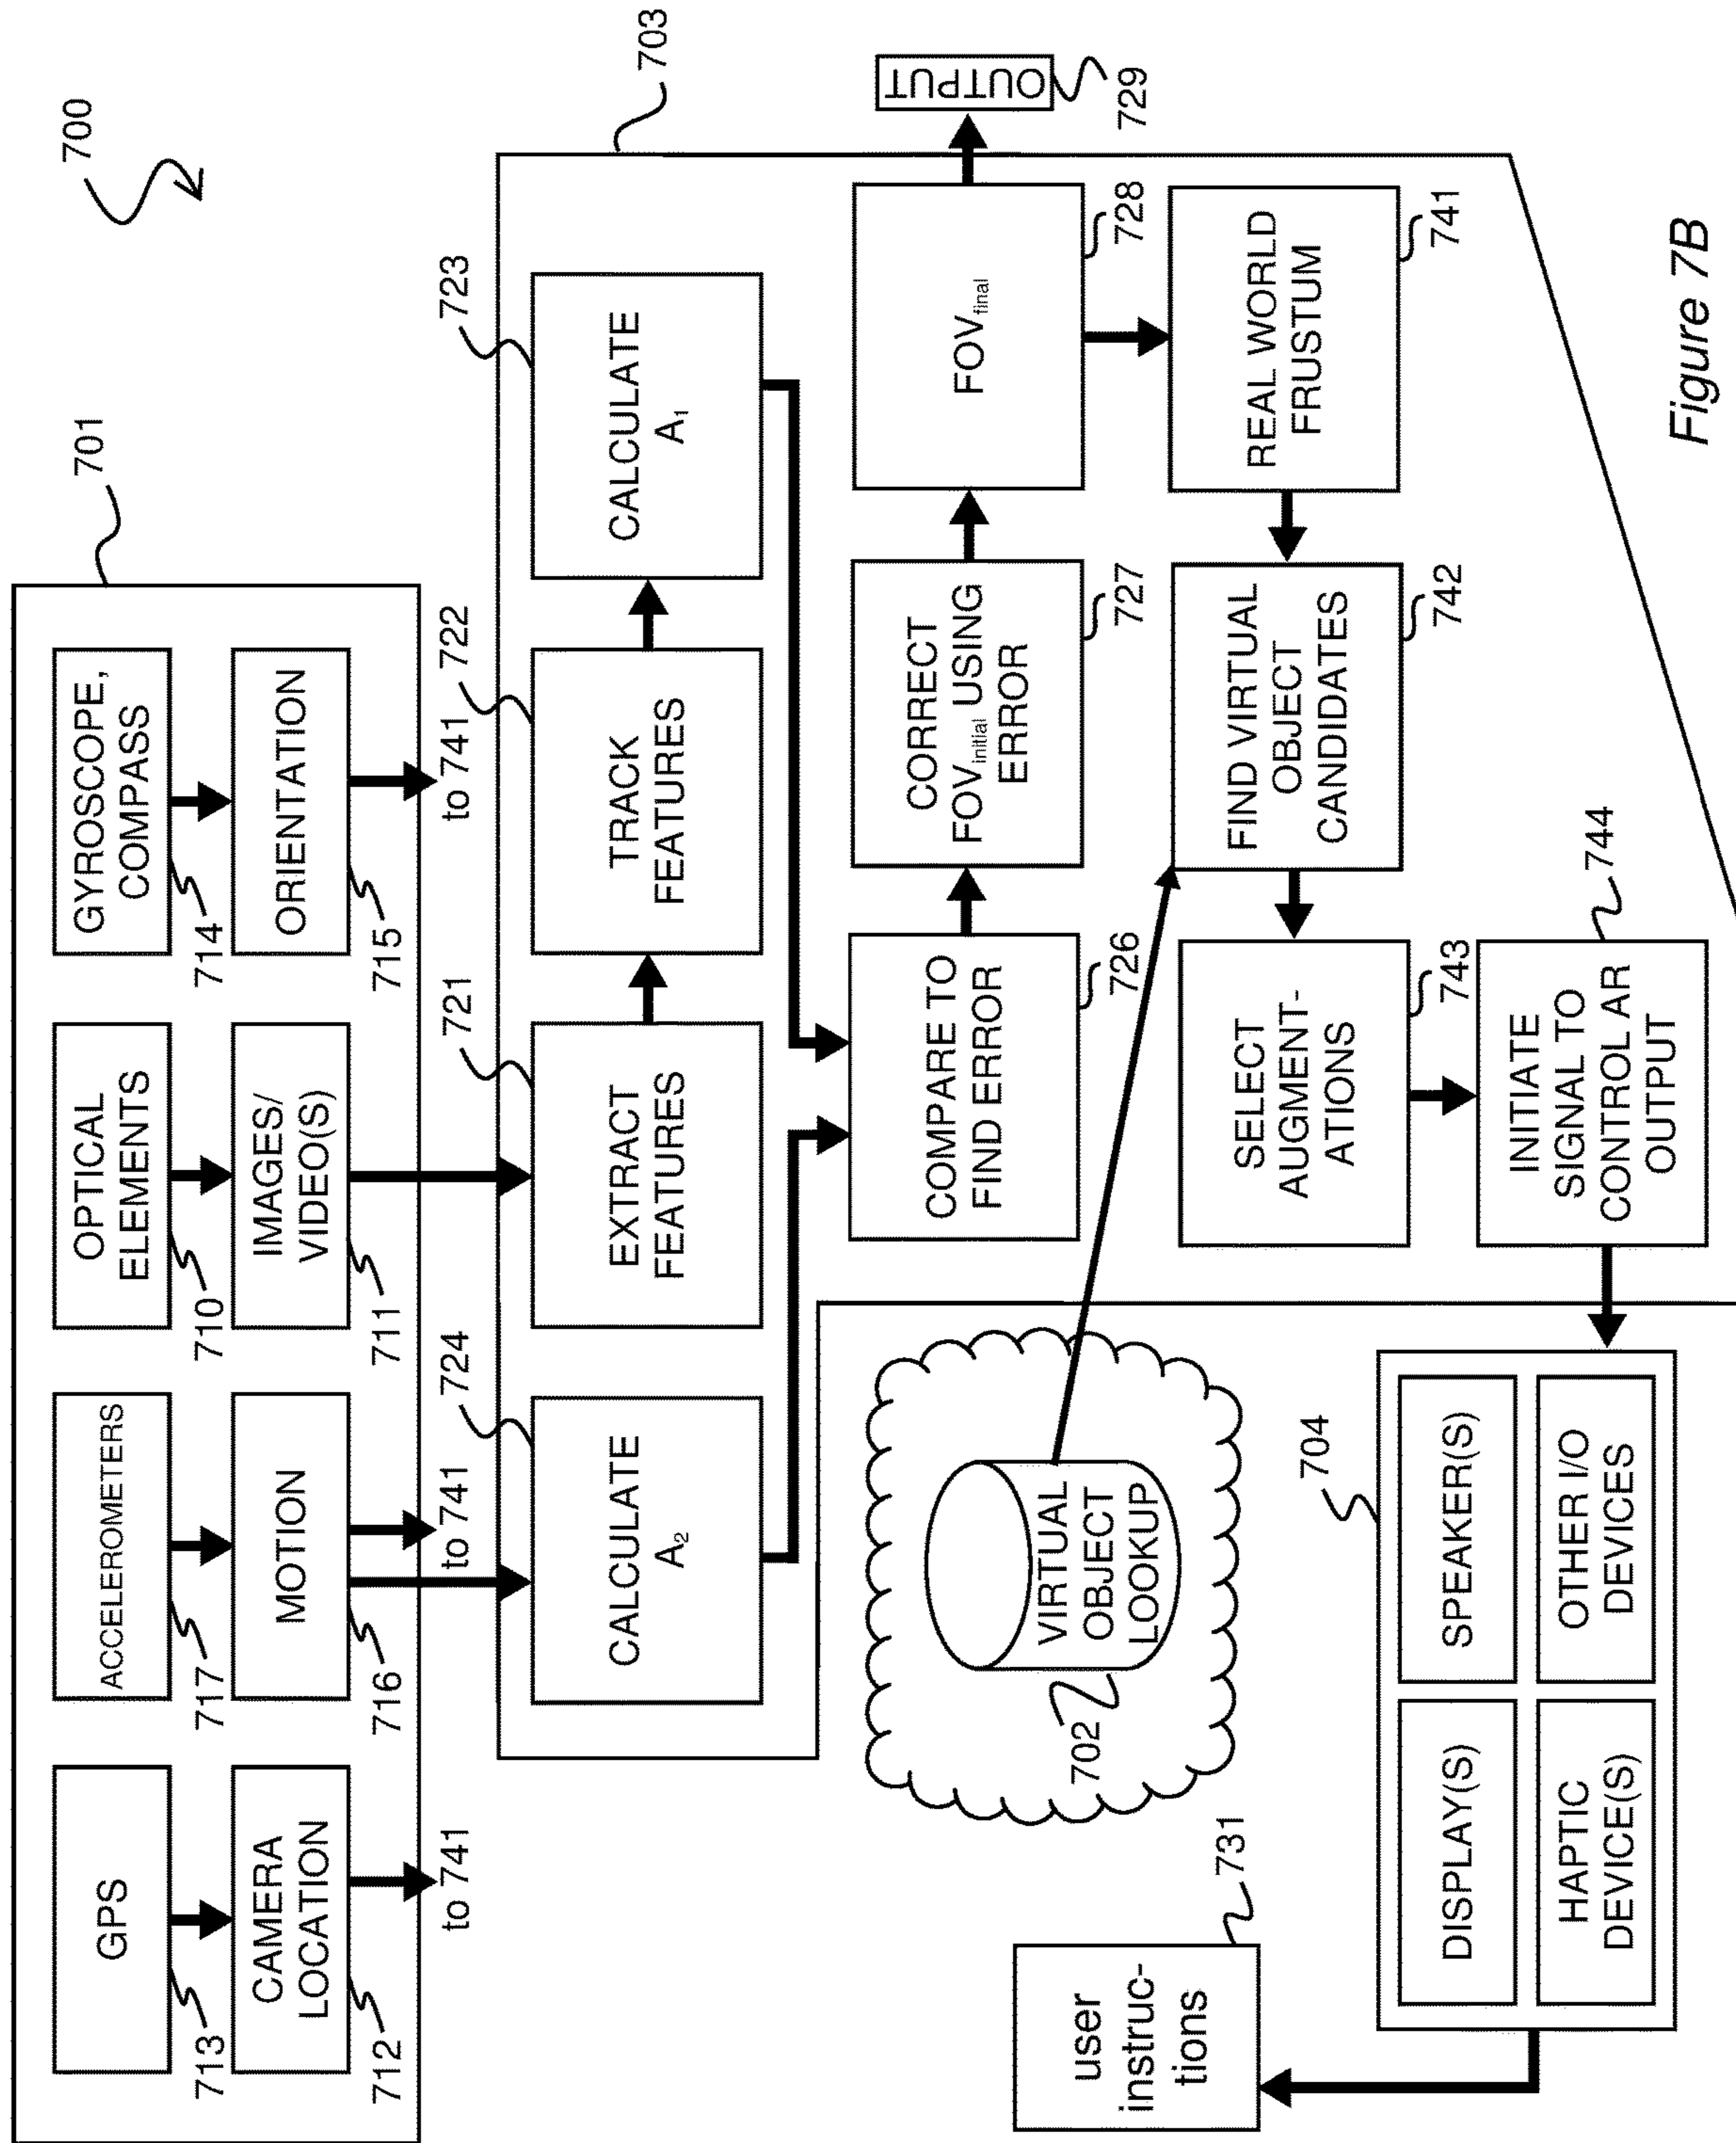 700
701
GPS
ACCELEROMETERS
OPTICAL
ELEMENTS
GYROSCOPE,
COMPASS
713
717
710
714
CAMERA
LOCATION
MOTION
IMAGES/
VIDEO(S)
ORIENTATION
712
716
711
715
to 741
to 741
to 741
724
721
722
723
703
CALCULATE
A₂
EXTRACT
FEATURES
TRACK
FEATURES
CALCULATE
A₁
COMPARE TO
FIND ERROR
CORRECT
FOVinitial USING
ERROR
FOVfinal
OUTPUT
726
727
728
729
VIRTUAL
OBJECT
LOOKUP
702
SELECT
AUGMENT-
ATIONS
FIND VIRTUAL
OBJECT
CANDIDATES
REAL WORLD
FRUSTUM
743
742
741
731
user
instruc-
tions
704
DISPLAY(S)
SPEAKER(S)
HAPTIC
DEVICE(S)
OTHER I/O
DEVICES
INITIATE
SIGNAL TO
CONTROL AR
OUTPUT
744
Figure 7B